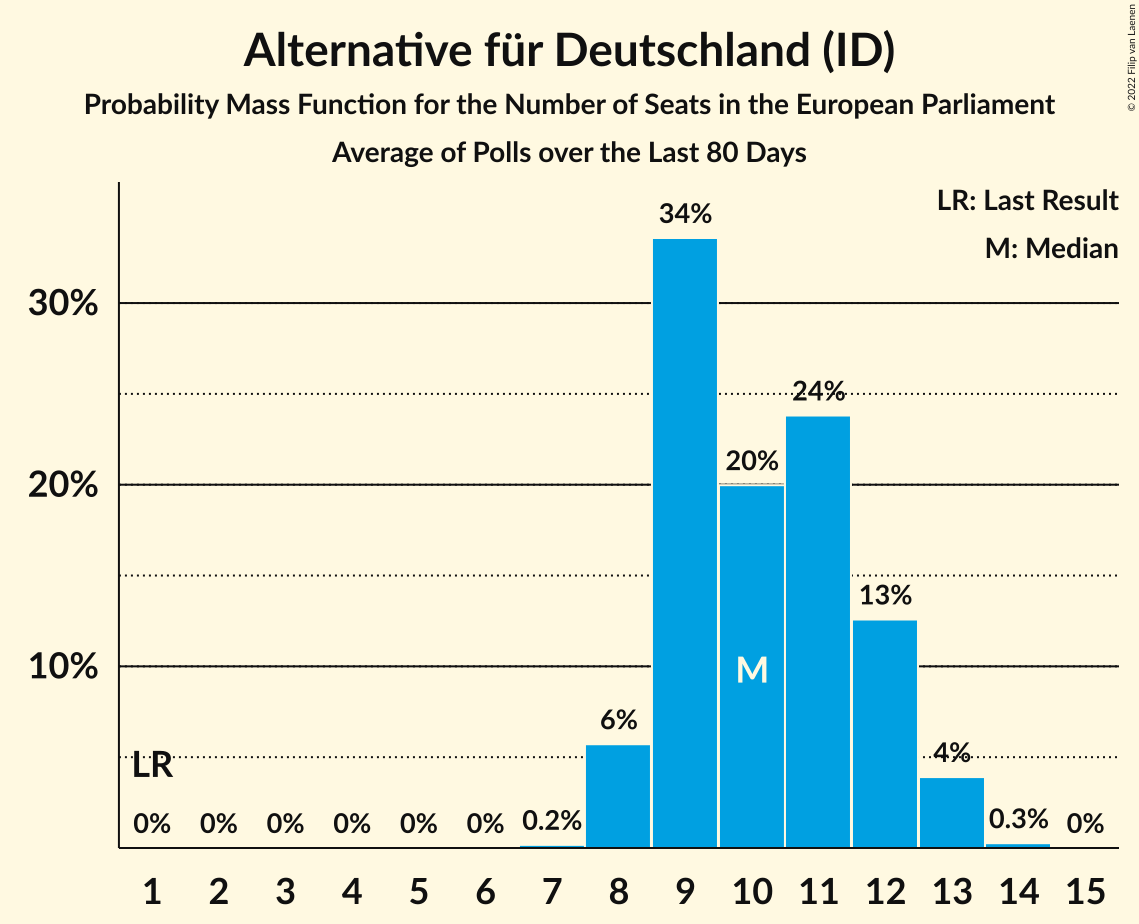 Alternative für Deutschland (ID)
Probability Mass Function for the Number of Seats in the European Parliament
Average of Polls over the Last 80 Days
© 2022 Filip van Laenen
LR: Last Result
M: Median
34%
30%
24%
20%
20%
13%
M
10%
6%
4%
LR
0% 0% 0% 0% 0% 0% 0.2% 0.3% 0%
1 2 3 4 5 6 7 8 9 10 11 12 13 14 15